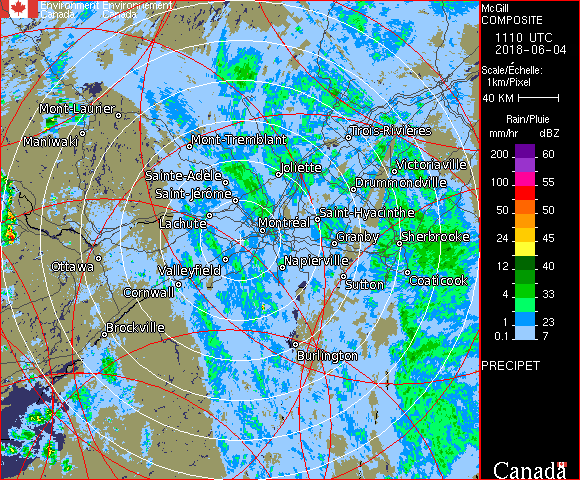 Environment Environnement
Canada Canada
Mont-Laurier
Maniwaki
Mont-Tremblant
Trois-Rivières
Sainte-Adèle
Joliette
Victoriaville
Saint-Jérôme
Drummondville
Lachute
Saint-Hyacinthe
Montréal
Granby
Sherbrooke
Ottawa
Valleyfield
Napierville
Cornwall
Sutton
Coaticook
Brockville
Burlington
McGill
COMPOSITE
1110 UTC
2018-06-04
Scale/Échelle:
1km/Pixel
40 KM
Rain/Pluie
mm/hr dBZ
200 60
100 55
50 50
24 45
12 40
4 33
1 23
0.1 7
PRECIPET
Canada